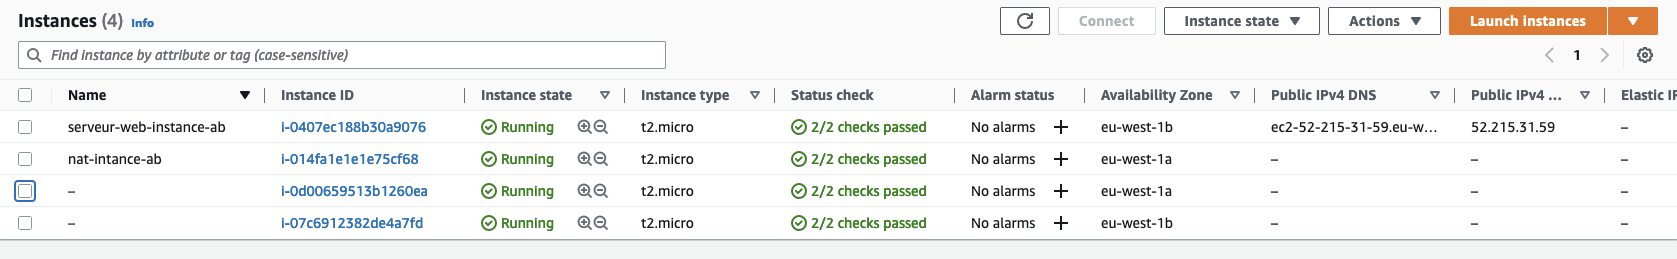 Instances (4) Info
Connect Instance state Actions Launch instances
Find instance by attribute or tag (case-sensitive)
1
Name Instance ID Instance state Instance type Status check Alarm status Availability Zone Public IPv4 DNS Public IPv4 ... Elastic IP
serveur-web-instance-ab i-0407ec188b30a9076 Running t2.micro 2/2 checks passed No alarms + eu-west-1b ec2-52-215-31-59.eu-w... 52.215.31.59 –
nat-intance-ab i-014fa1e1e1e75cf68 Running t2.micro 2/2 checks passed No alarms + eu-west-1a – – –
– i-0d00659513b1260ea Running t2.micro 2/2 checks passed No alarms + eu-west-1a – – –
– i-07c6912382de4a7fd Running t2.micro 2/2 checks passed No alarms + eu-west-1b – – –